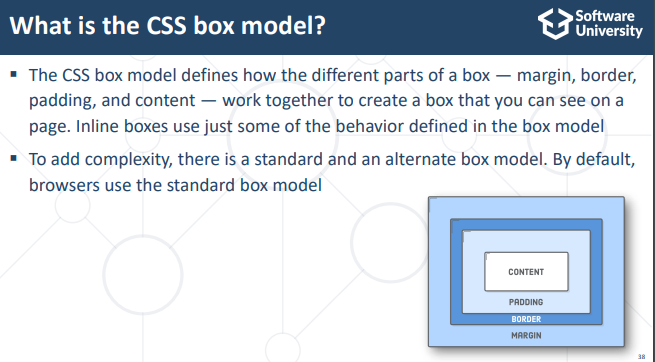 What is the CSS box model?
Software
University
▪ The CSS box model defines how the different parts of a box — margin, border,
padding, and content — work together to create a box that you can see on a
page. Inline boxes use just some of the behavior defined in the box model
▪ To add complexity, there is a standard and an alternate box model. By default,
browsers use the standard box model
CONTENT
PADDING
BORDER
MARGIN
38